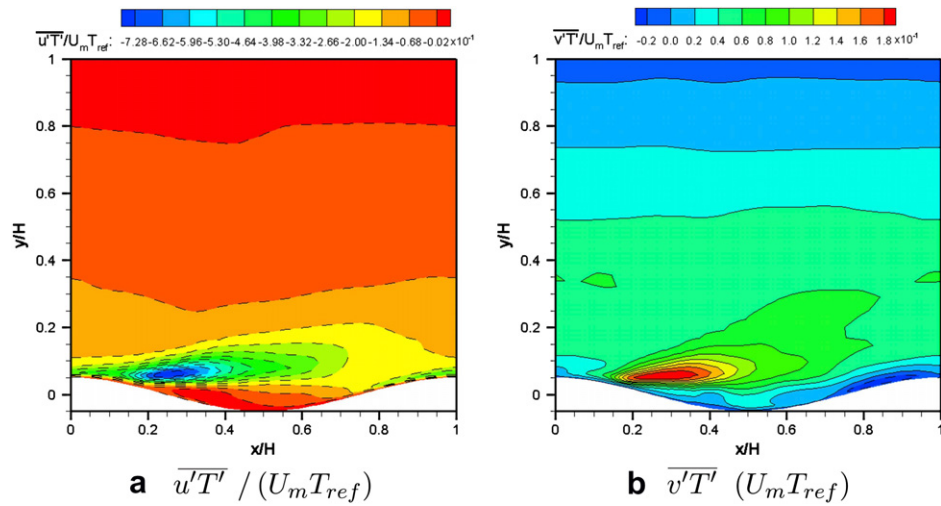 u'T'/UmTref: -7.28-6.62-5.96-5.30-4.64-3.98-3.32-2.66-2.00-1.34-0.68-0.02x10⁻¹
v'T'/UmTref: -0.2 0.0 0.2 0.4 0.6 0.8 1.0 1.2 1.4 1.6 1.8x10⁻¹
1
0.8
0.6
0.4
0.2
0
y/H
0 0.2 0.4 0.6 0.8 1
x/H
1
0.8
0.6
0.4
0.2
0
y/H
0 0.2 0.4 0.6 0.8 1
x/H
a u'T' / (UmTref)
b v'T' (UmTref)